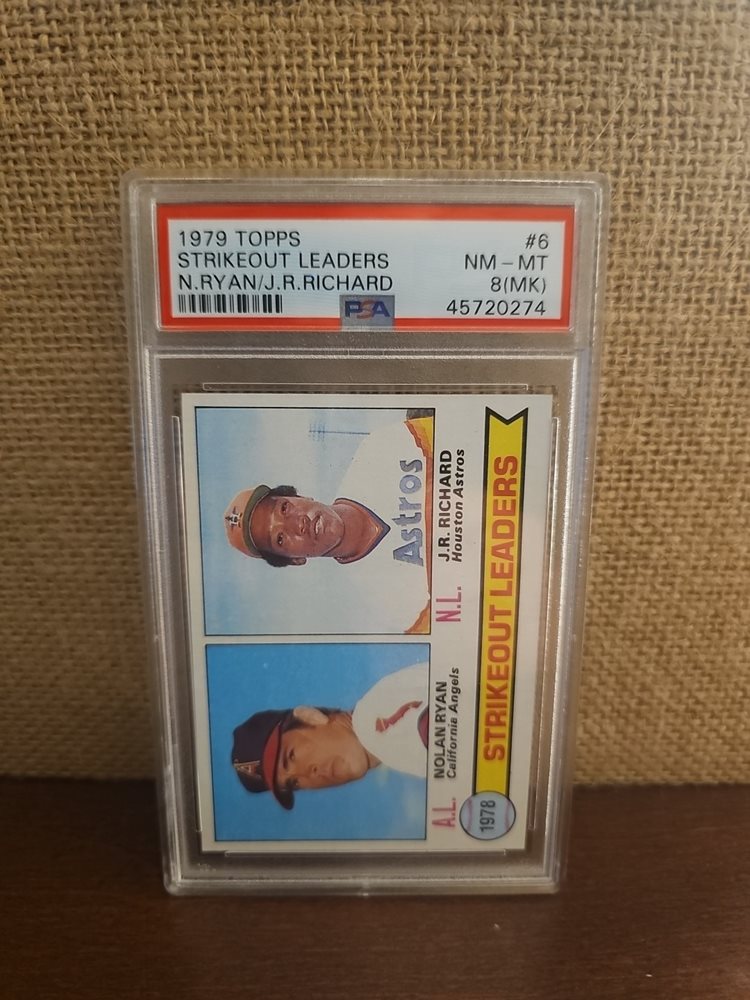 1979 TOPPS
#6
STRIKEOUT LEADERS
NM - MT
N.RYAN/J.R.RICHARD
8(MK)
PSA
45720274
Astros
A.L.
NOLAN RYAN
California Angels
N.L.
J.R. RICHARD
Houston Astros
1978
STRIKEOUT LEADERS